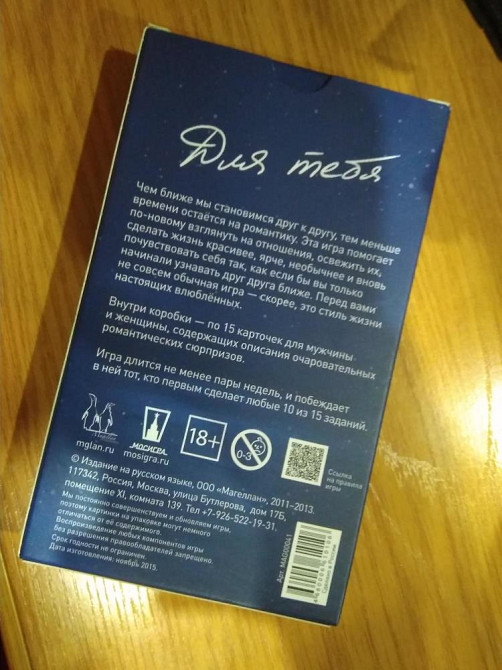 Для тебя
Чем ближе мы становимся друг к другу, тем меньше
времени остаётся на романтику. Эта игра помогает
по-новому взглянуть на отношения, освежить их,
сделать жизнь красивее, ярче, необычнее и вновь
почувствовать себя так, как если бы вы только
начинали узнавать друг друга ближе. Перед вами
не совсем обычная игра — скорее, это стиль жизни
настоящих влюблённых.
Внутри коробки — по 15 карточек для мужчины
и женщины, содержащих описания очаровательных
романтических сюрпризов.
Игра длится не менее пары недель, и побеждает
в ней тот, кто первым сделает любые 10 из 15 заданий.
mglan.ru
МОСИГРА
mosigra.ru
18+
0-3
Ссылка
на правила
игры
© Издание на русском языке, ООО «Магеллан», 2011–2013.
117342, Россия, Москва, улица Бутлерова, дом 17Б,
помещение XI, комната 139. Тел +7-926-522-19-31.
Мы постоянно совершенствуем и обновляем игры,
поэтому картинки на упаковке могут немного
отличаться от её содержимого.
Воспроизведение любых компонентов игры
без разрешения правообладателей запрещено.
Срок годности не ограничен.
Дата изготовления: ноябрь 2015.
Арт. MAG00041